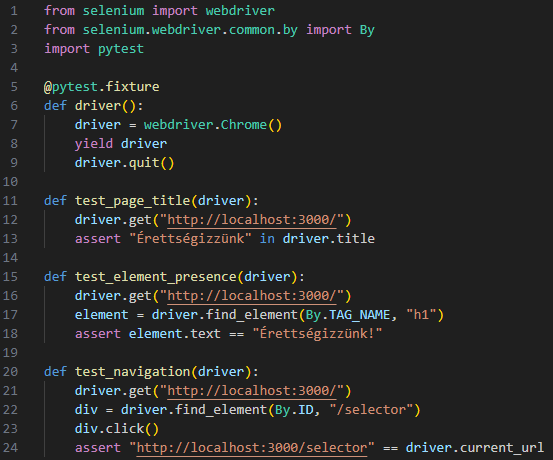 1 from selenium import webdriver
2 from selenium.webdriver.common.by import By
3 import pytest
4
5 @pytest.fixture
6 def driver():
7     driver = webdriver.Chrome()
8     yield driver
9     driver.quit()
10
11 def test_page_title(driver):
12     driver.get("http://localhost:3000/")
13     assert "Érettségizzünk" in driver.title
14
15 def test_element_presence(driver):
16     driver.get("http://localhost:3000/")
17     element = driver.find_element(By.TAG_NAME, "h1")
18     assert element.text == "Érettségizzünk!"
19
20 def test_navigation(driver):
21     driver.get("http://localhost:3000/")
22     div = driver.find_element(By.ID, "/selector")
23     div.click()
24     assert "http://localhost:3000/selector" == driver.current_url